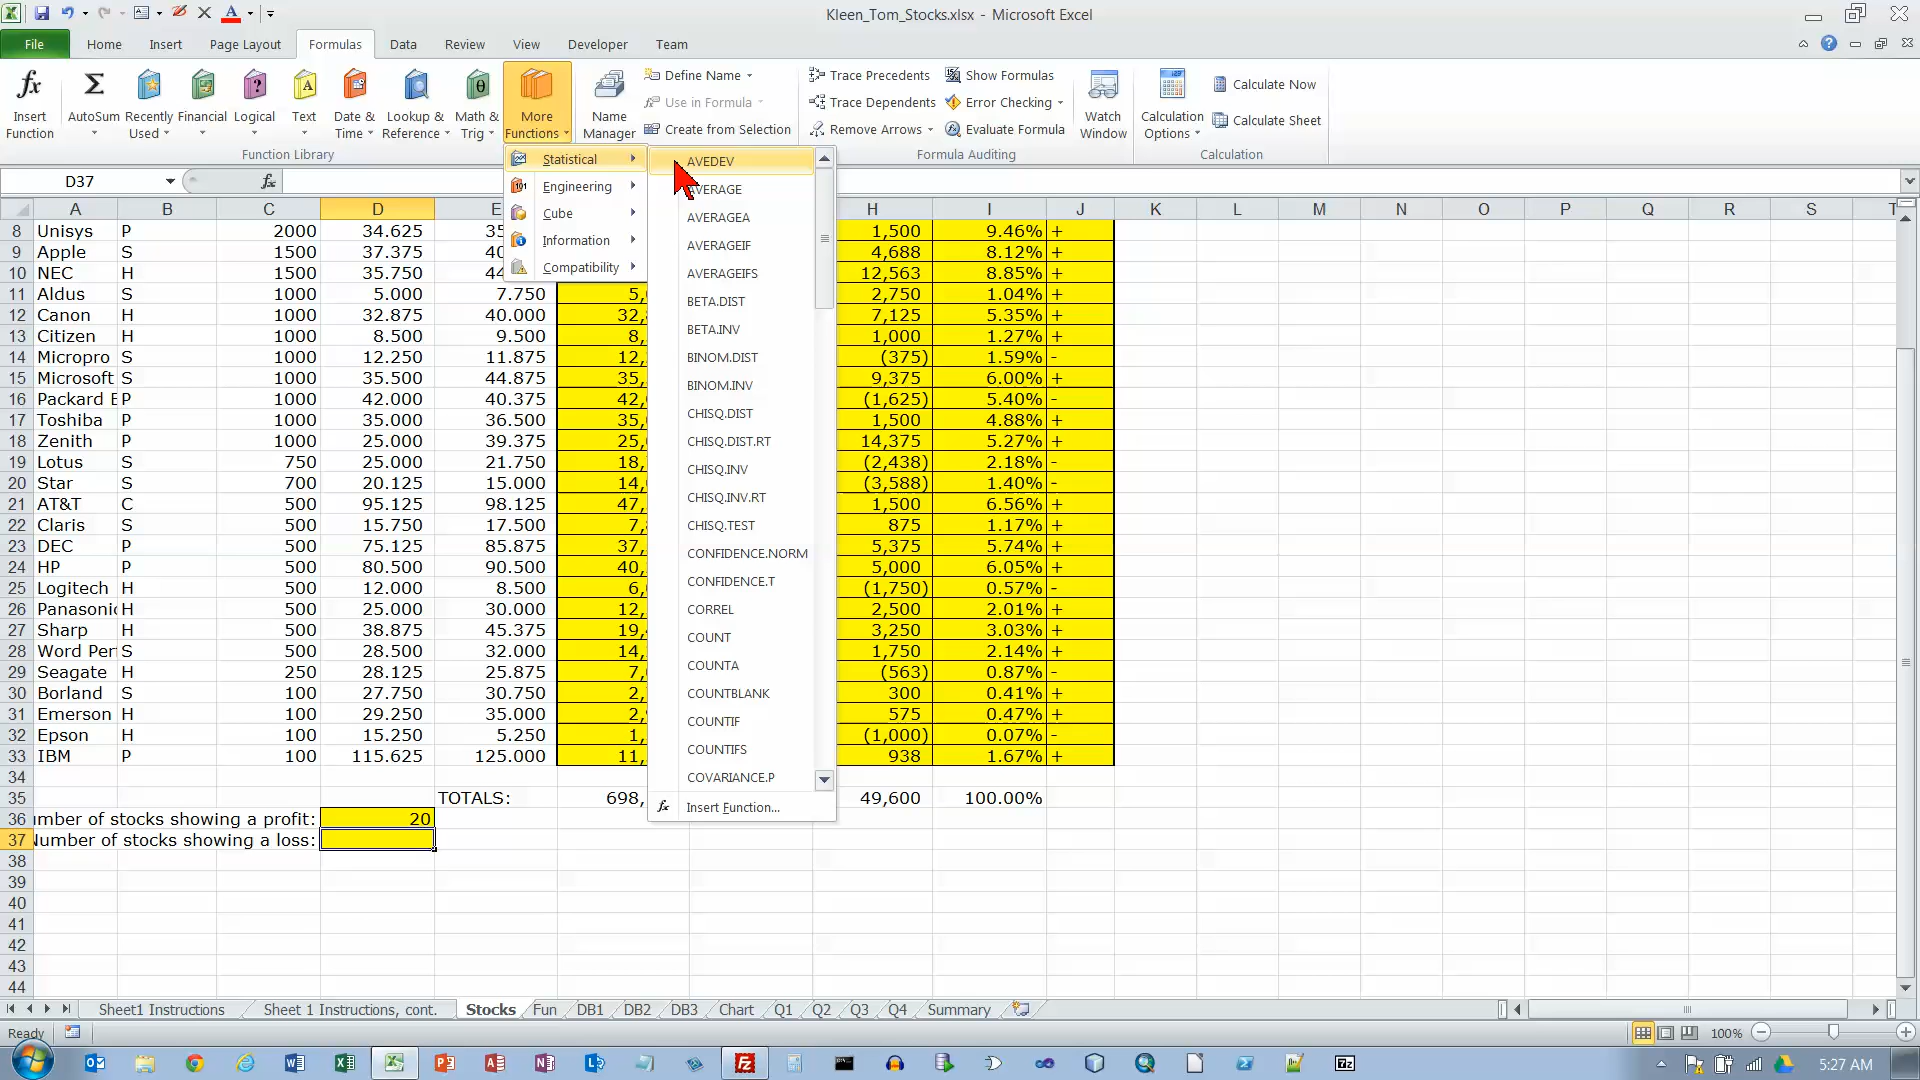 Kleen_Tom_Stocks.xlsx - Microsoft Excel
File Home Insert Page Layout Formulas Data Review View Developer Team
Insert Function
AutoSum
Recently Used
Financial
Logical
Text
Date & Time
Lookup & Reference
Math & Trig
More Functions
Function Library
Name Manager
Define Name
Use in Formula
Create from Selection
Trace Precedents
Trace Dependents
Remove Arrows
Show Formulas
Error Checking
Evaluate Formula
Formula Auditing
Watch Window
Calculation Options
Calculate Now
Calculate Sheet
Calculation
D37 fx
Statistical
Engineering
Cube
Information
Compatibility
AVEDEV
AVERAGE
AVERAGEA
AVERAGEIF
AVERAGEIFS
BETA.DIST
BETA.INV
BINOM.DIST
BINOM.INV
CHISQ.DIST
CHISQ.DIST.RT
CHISQ.INV
CHISQ.INV.RT
CHISQ.TEST
CONFIDENCE.NORM
CONFIDENCE.T
CORREL
COUNT
COUNTA
COUNTBLANK
COUNTIF
COUNTIFS
COVARIANCE.P
fx Insert Function...
A B C D E H I J K L M N O P Q R S T
8 Unisys P 2000 34.625 35 1,500 9.46% +
9 Apple S 1500 37.375 40 4,688 8.12% +
10 NEC H 1500 35.750 44 12,563 8.85% +
11 Aldus S 1000 5.000 7.750 5, 2,750 1.04% +
12 Canon H 1000 32.875 40.000 32, 7,125 5.35% +
13 Citizen H 1000 8.500 9.500 8, 1,000 1.27% +
14 Micropro S 1000 12.250 11.875 12, (375) 1.59% -
15 Microsoft S 1000 35.500 44.875 35, 9,375 6.00% +
16 Packard B P 1000 42.000 40.375 42, (1,625) 5.40% -
17 Toshiba P 1000 35.000 36.500 35, 1,500 4.88% +
18 Zenith P 1000 25.000 39.375 25, 14,375 5.27% +
19 Lotus S 750 25.000 21.750 18, (2,438) 2.18% -
20 Star S 700 20.125 15.000 14, (3,588) 1.40% -
21 AT&T C 500 95.125 98.125 47, 1,500 6.56% +
22 Claris S 500 15.750 17.500 7, 875 1.17% +
23 DEC P 500 75.125 85.875 37, 5,375 5.74% +
24 HP P 500 80.500 90.500 40, 5,000 6.05% +
25 Logitech H 500 12.000 8.500 6, (1,750) 0.57% -
26 Panasonic H 500 25.000 30.000 12, 2,500 2.01% +
27 Sharp H 500 38.875 45.375 19, 3,250 3.03% +
28 Word Per S 500 28.500 32.000 14, 1,750 2.14% +
29 Seagate H 250 28.125 25.875 7, (563) 0.87% -
30 Borland S 100 27.750 30.750 2, 300 0.41% +
31 Emerson H 100 29.250 35.000 2, 575 0.47% +
32 Epson H 100 15.250 5.250 1, (1,000) 0.07% -
33 IBM P 100 115.625 125.000 11, 938 1.67% +
34
35 TOTALS: 698, 49,600 100.00%
36 umber of stocks showing a profit: 20
37 Number of stocks showing a loss:
38
39
40
41
42
43
44
Sheet1 Instructions Sheet 1 Instructions, cont. Stocks Fun DB1 DB2 DB3 Chart Q1 Q2 Q3 Q4 Summary
Ready 100%
5:27 AM